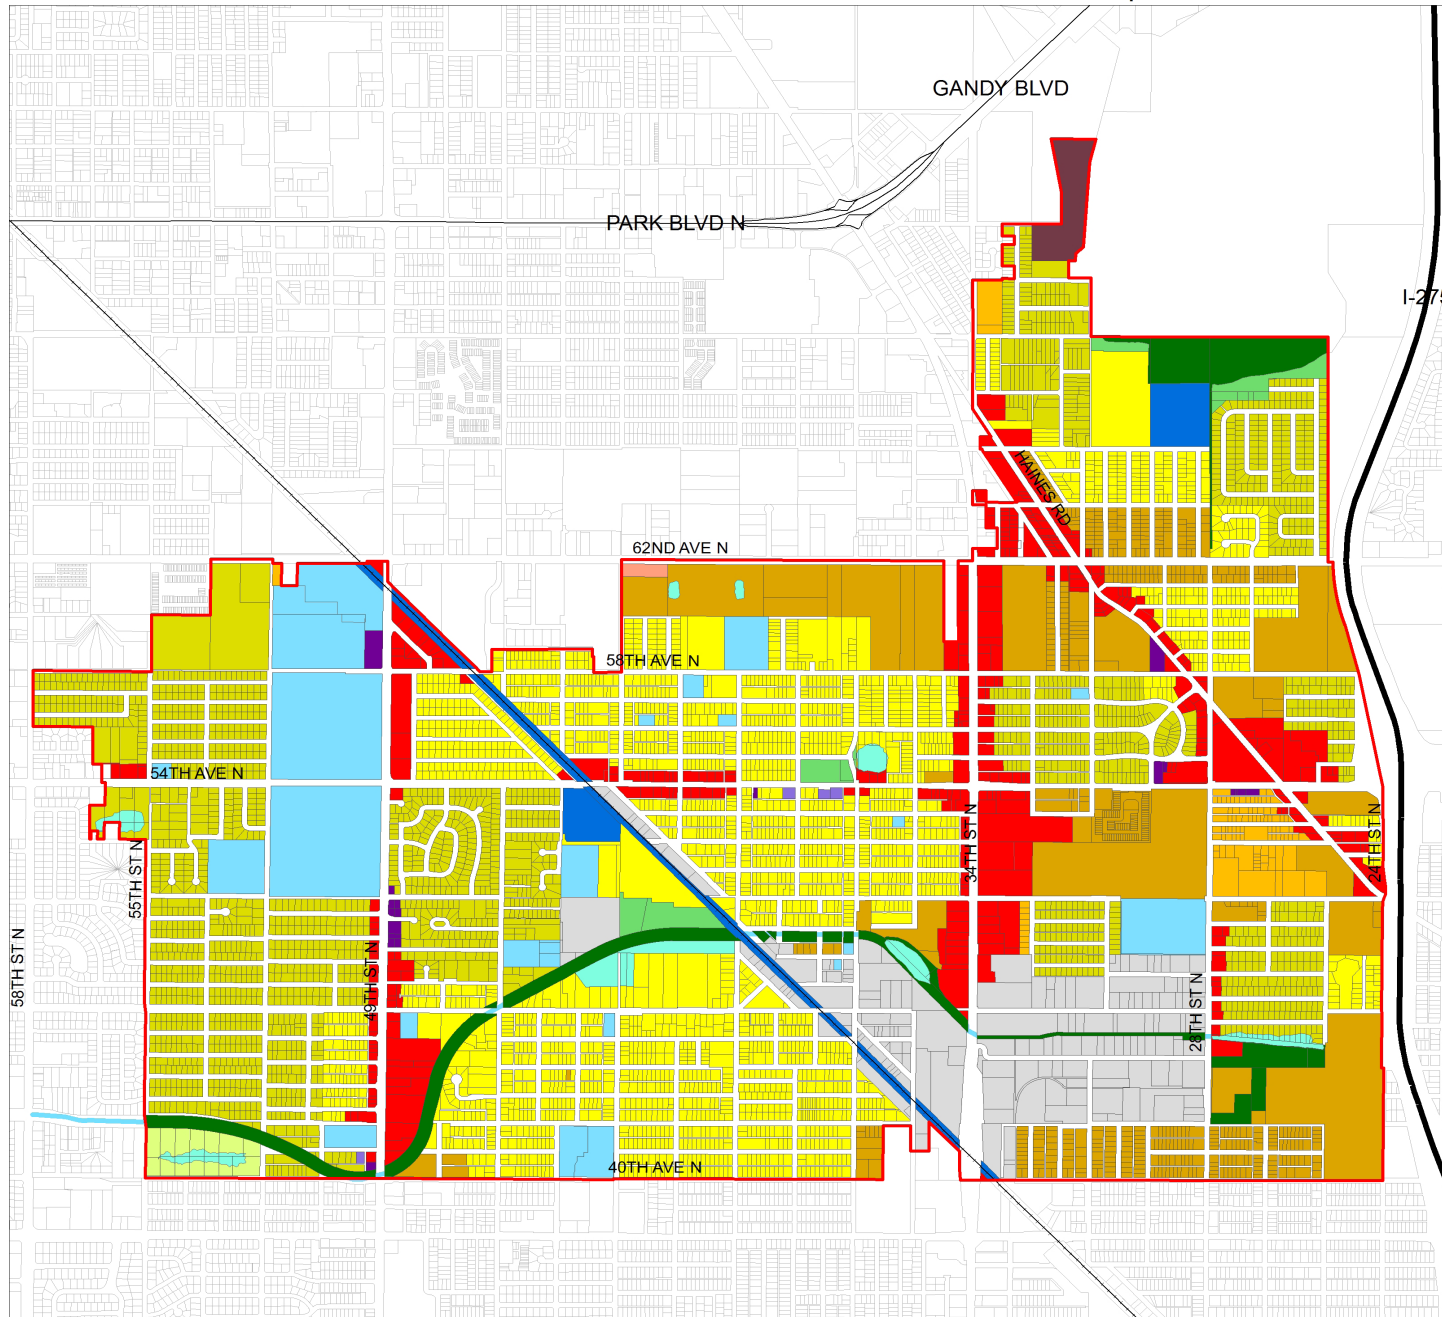 GANDY BLVD
PARK BLVD N
I-275
HAINES RD
62ND AVE N
58TH AVE N
54TH AVE N
34TH ST N
24TH ST N
55TH ST N
58TH ST N
49TH ST N
28TH ST N
40TH AVE N